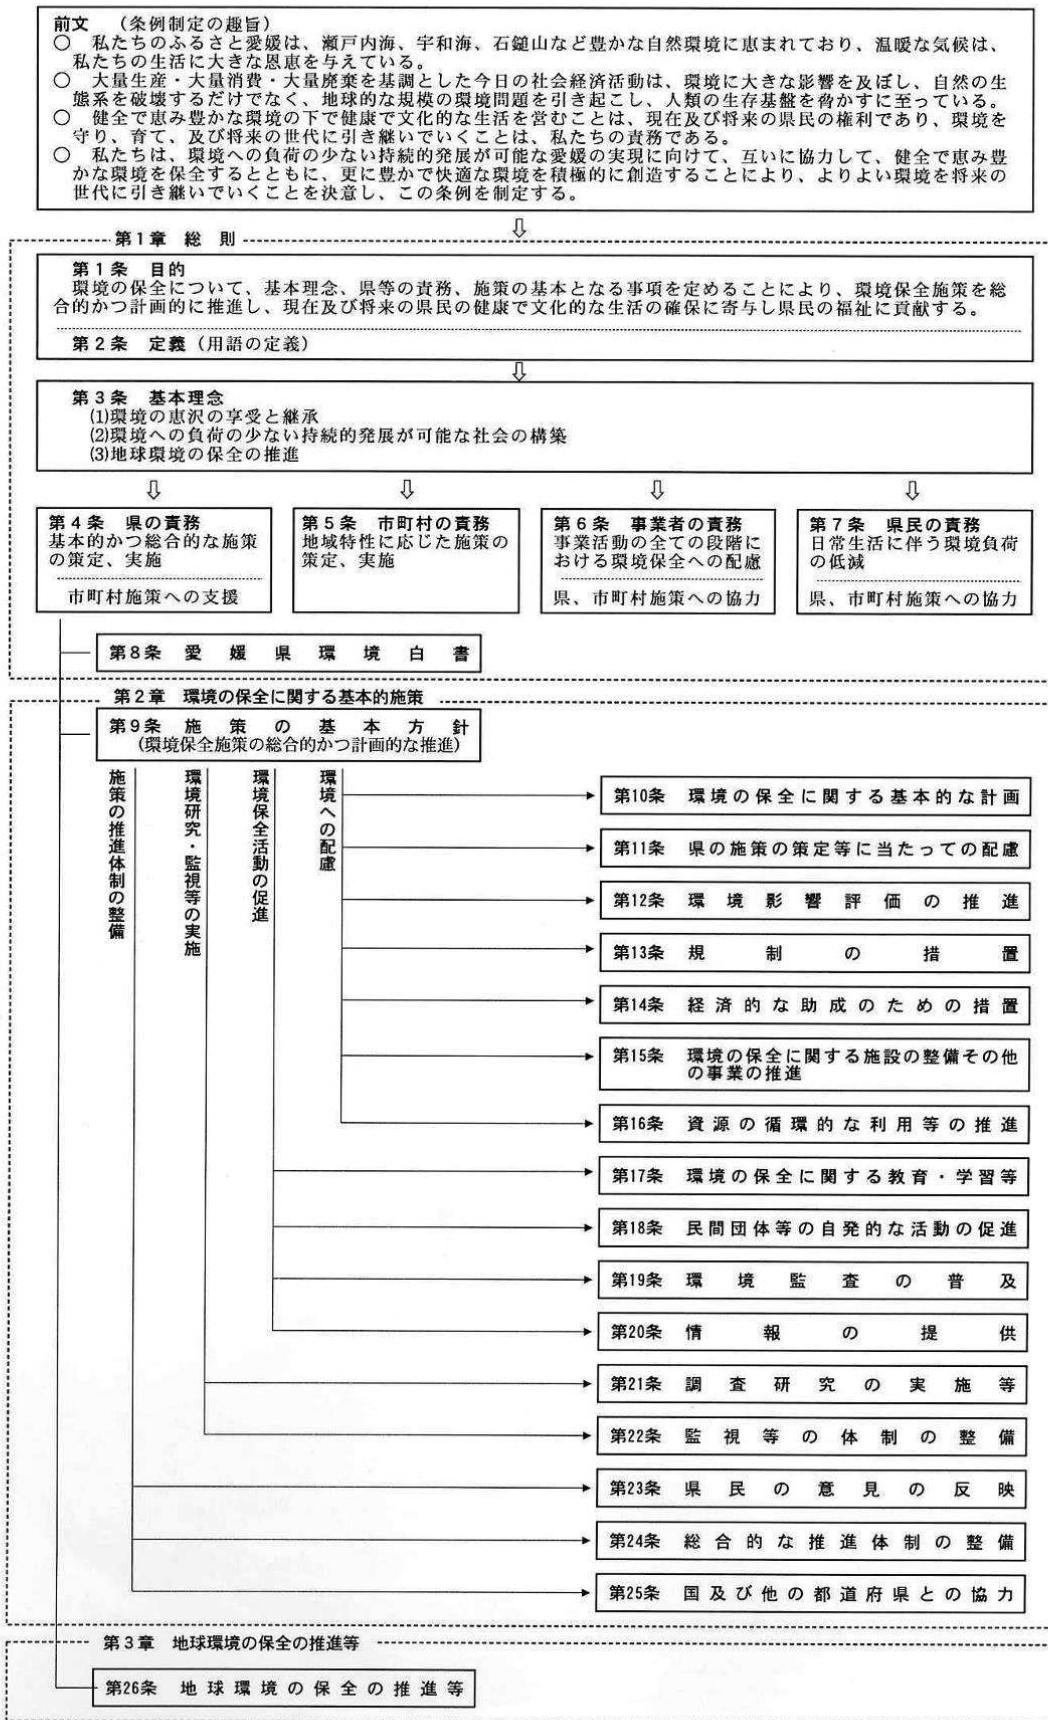 前文 （条例制定の趣旨）
○ 私たちのふるさと愛媛は、瀬戸内海、宇和海、石鎚山など豊かな自然環境に恵まれており、温暖な気候は、
私たちの生活に大きな恩恵を与えている。
○ 大量生産・大量消費・大量廃棄を基調とした今日の社会経済活動は、環境に大きな影響を及ぼし、自然の生
態系を破壊するだけでなく、地球的な規模の環境問題を引き起こし、人類の生存基盤を脅かすに至っている。
○ 健全で恵み豊かな環境の下で健康で文化的な生活を営むことは、現在及び将来の県民の権利であり、環境を
守り、育て、及び将来の世代に引き継いでいくことは、私たちの責務である。
○ 私たちは、環境への負荷の少ない持続的発展が可能な愛媛の実現に向けて、互いに協力して、健全で恵み豊
かな環境を保全するとともに、更に豊かで快適な環境を積極的に創造することにより、よりよい環境を将来の
世代に引き継いでいくことを決意し、この条例を制定する。
第1章 総則
第1条 目的
環境の保全について、基本理念、県等の責務、施策の基本となる事項を定めることにより、環境保全施策を総
合的かつ計画的に推進し、現在及び将来の県民の健康で文化的な生活の確保に寄与し県民の福祉に貢献する。
第2条 定義（用語の定義）
第3条 基本理念
(1)環境の恵沢の享受と継承
(2)環境への負荷の少ない持続的発展が可能な社会の構築
(3)地球環境の保全の推進
第4条 県の責務
基本的かつ総合的な施策
の策定、実施
市町村施策への支援
第5条 市町村の責務
地域特性に応じた施策の
策定、実施
第6条 事業者の責務
事業活動の全ての段階に
おける環境保全への配慮
県、市町村施策への協力
第7条 県民の責務
日常生活に伴う環境負荷
の低減
県、市町村施策への協力
第8条 愛媛県環境白書
第2章 環境の保全に関する基本的施策
第9条 施策の基本方針
(環境保全施策の総合的かつ計画的な推進)
施策の推進体制の整備
環境研究・監視等の実施
環境保全活動の促進
環境への配慮
第10条 環境の保全に関する基本的な計画
第11条 県の施策の策定等に当たっての配慮
第12条 環境影響評価の推進
第13条 規制の措置
第14条 経済的な助成のための措置
第15条 環境の保全に関する施設の整備その他
の事業の推進
第16条 資源の循環的な利用等の推進
第17条 環境の保全に関する教育・学習等
第18条 民間団体等の自発的な活動の促進
第19条 環境監査の普及
第20条 情報の提供
第21条 調査研究の実施等
第22条 監視等の体制の整備
第23条 県民の意見の反映
第24条 総合的な推進体制の整備
第25条 国及び他の都道府県との協力
第3章 地球環境の保全の推進等
第26条 地球環境の保全の推進等